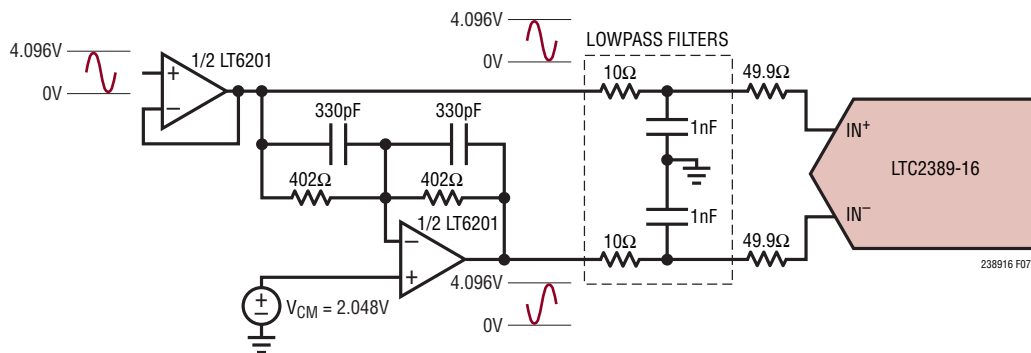 4.096V
0V
1/2 LT6201
+
−
4.096V
0V
LOWPASS FILTERS
10Ω
49.9Ω
330pF
330pF
1nF
IN+
LTC2389-16
402Ω
402Ω
1/2 LT6201
−
+
1nF
IN−
10Ω
49.9Ω
238916 F07
+
−
VCM = 2.048V
4.096V
0V